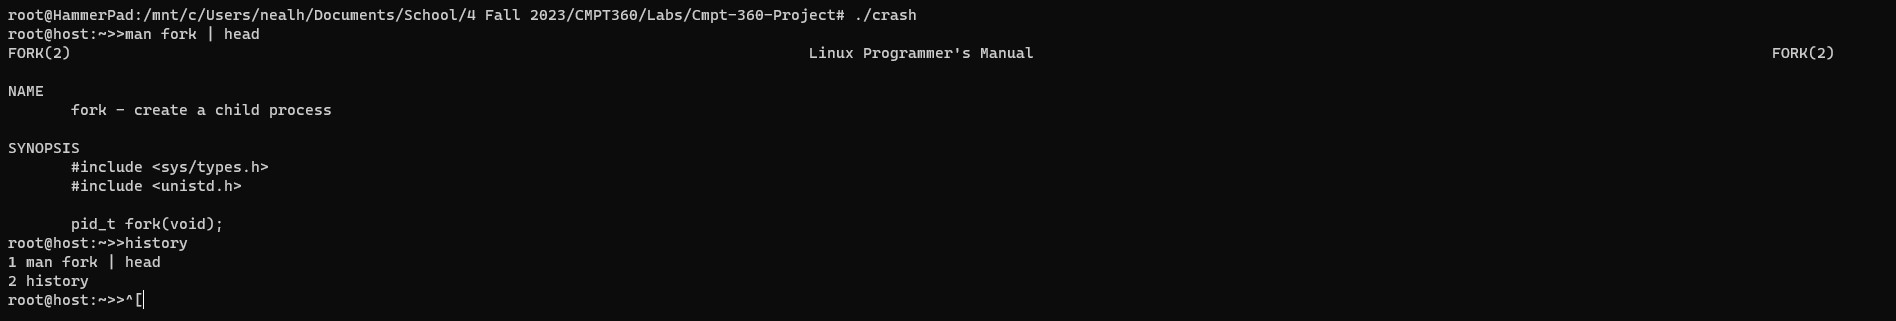 root@HammerPad:/mnt/c/Users/nealh/Documents/School/4 Fall 2023/CMPT360/Labs/Cmpt-360-Project# ./crash
root@host:~>>man fork | head
FORK(2) Linux Programmer's Manual FORK(2)
NAME
fork - create a child process
SYNOPSIS
#include <sys/types.h>
#include <unistd.h>
pid_t fork(void);
root@host:~>>history
1 man fork | head
2 history
root@host:~>>^[